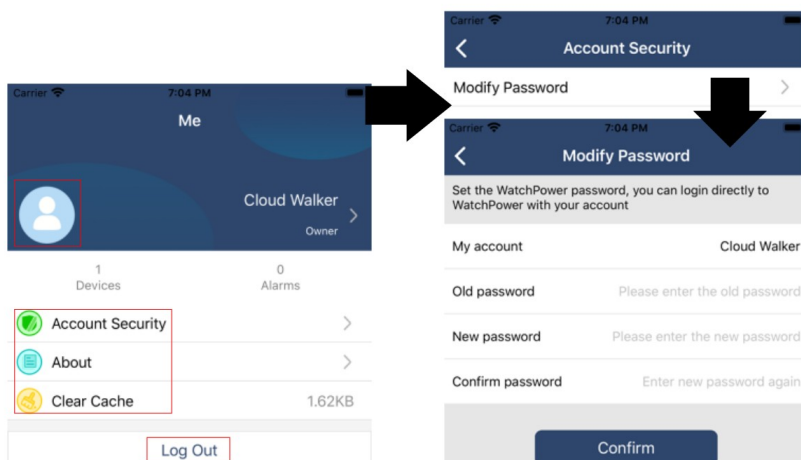 Carrier 7:04 PM
Me
Cloud Walker
Owner
1 0
Devices Alarms
Account Security
About
Clear Cache 1.62KB
Log Out
Carrier 7:04 PM
Account Security
Modify Password
Carrier 7:04 PM
Modify Password
Set the WatchPower password, you can login directly to
WatchPower with your account
My account Cloud Walker
Old password Please enter the old password
New password Please enter the new password
Confirm password Enter new password again
Confirm